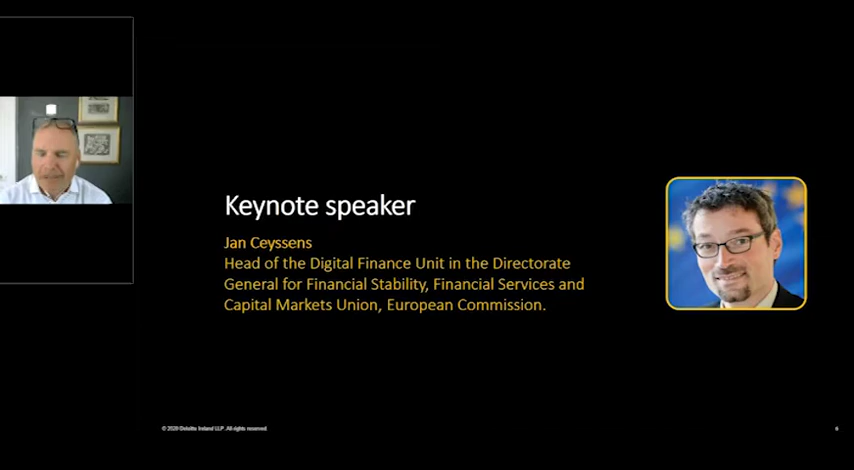 Keynote speaker
Jan Ceyssens
Head of the Digital Finance Unit in the Directorate
General for Financial Stability, Financial Services and
Capital Markets Union, European Commission.
© 2020 Deloitte Ireland LLP. All rights reserved
6